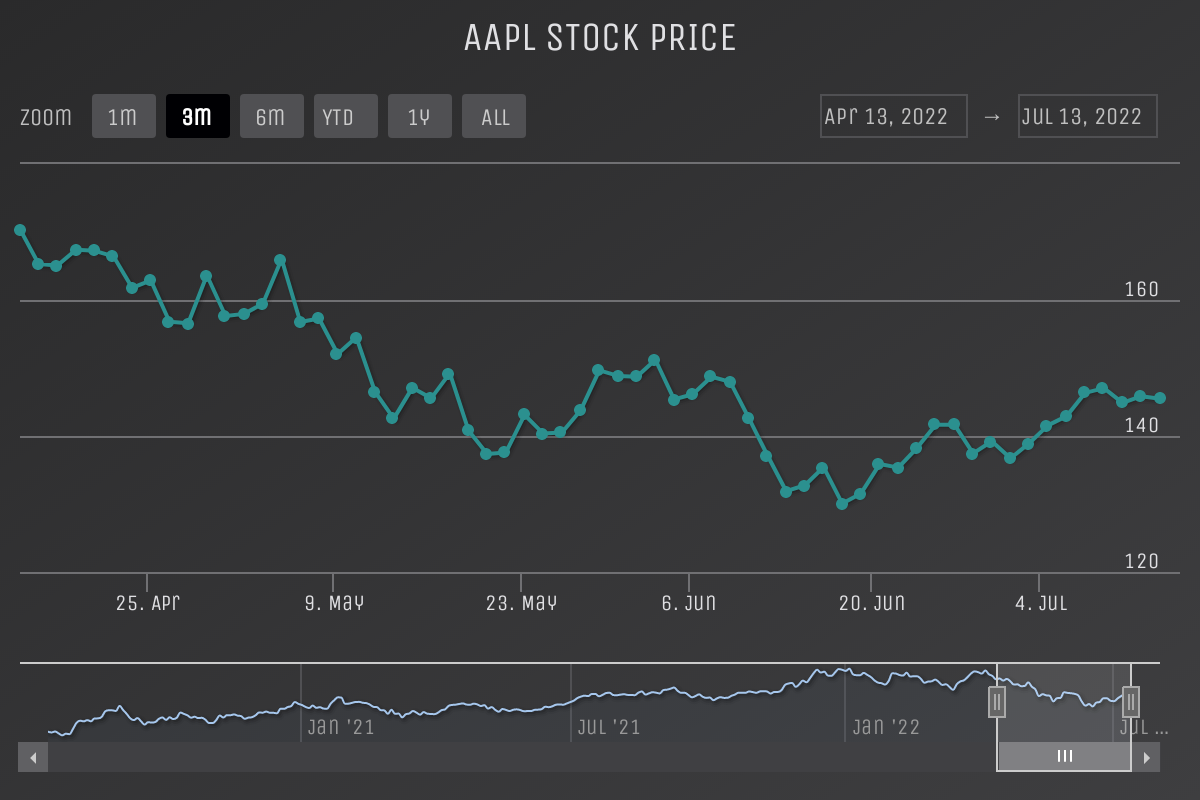 AAPL STOCK PRICE
Zoom 1m 3m 6m YTD 1Y ALL Apr 13, 2022 → Jul 13, 2022
160
140
120
25. Apr 9. May 23. May 6. Jun 20. Jun 4. Jul
Jan '21 Jul '21 Jan '22 Jul ...